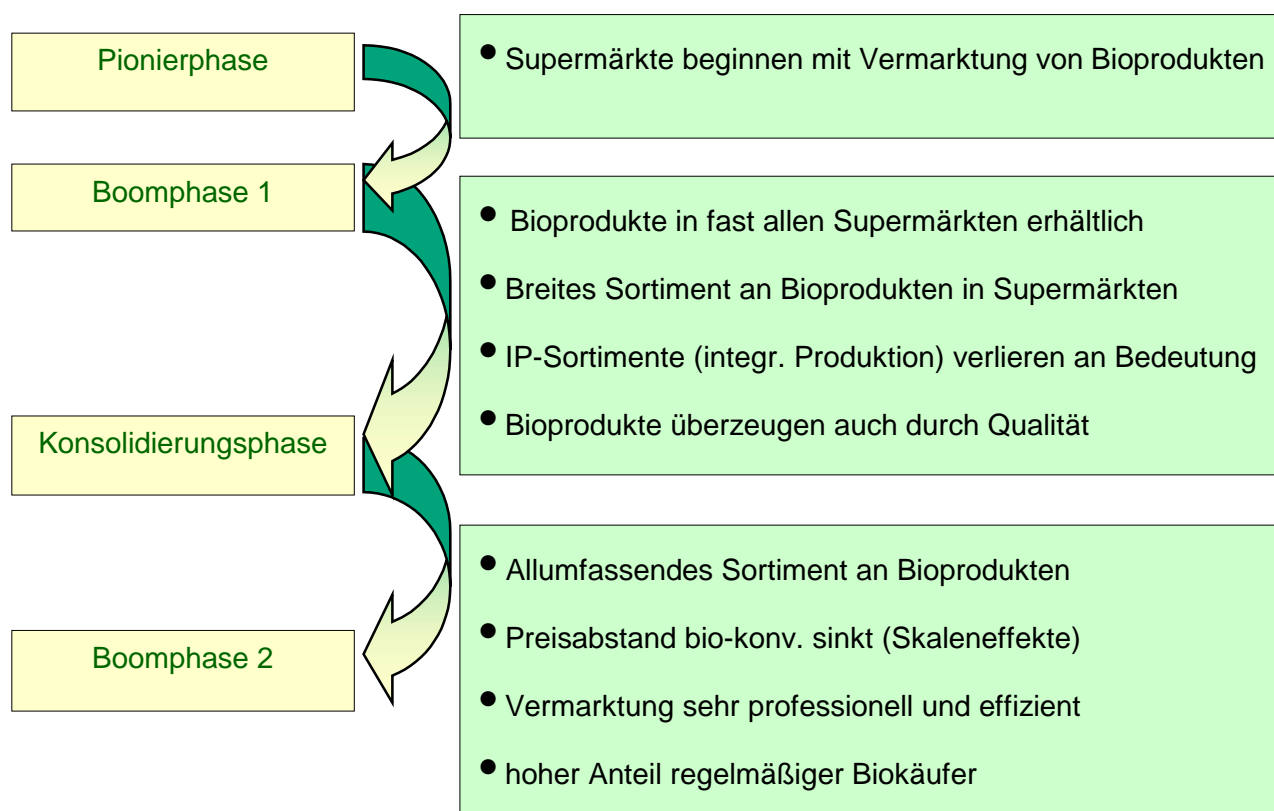 Pionierphase
• Supermärkte beginnen mit Vermarktung von Bioprodukten
Boomphase 1
• Bioprodukte in fast allen Supermärkten erhältlich
• Breites Sortiment an Bioprodukten in Supermärkten
• IP-Sortimente (integr. Produktion) verlieren an Bedeutung
• Bioprodukte überzeugen auch durch Qualität
Konsolidierungsphase
• Allumfassendes Sortiment an Bioprodukten
• Preisabstand bio-konv. sinkt (Skaleneffekte)
• Vermarktung sehr professionell und effizient
• hoher Anteil regelmäßiger Biokäufer
Boomphase 2